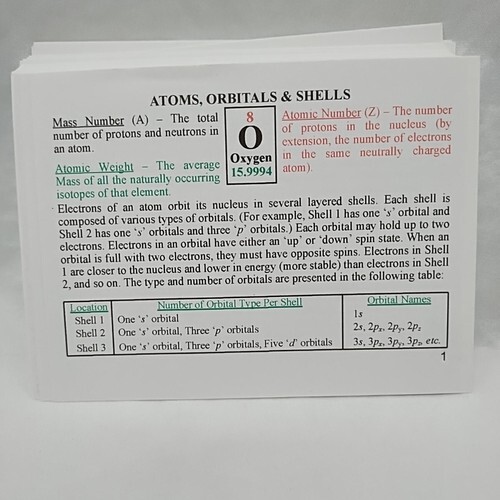 ATOMS, ORBITALS & SHELLS
Mass Number (A) – The total
number of protons and neutrons in
an atom.
Atomic Weight – The average
Mass of all the naturally occurring
isotopes of that element.
8
O
Oxygen
15.9994
Atomic Number (Z) – The number
of protons in the nucleus (by
extension, the number of electrons
in the same neutrally charged
atom).
Electrons of an atom orbit its nucleus in several layered shells. Each shell is
composed of various types of orbitals. (For example, Shell 1 has one ‘s’ orbital and
Shell 2 has one ‘s’ orbitals and three ‘p’ orbitals.) Each orbital may hold up to two
electrons. Electrons in an orbital have either an ‘up’ or ‘down’ spin state. When an
orbital is full with two electrons, they must have opposite spins. Electrons in Shell
1 are closer to the nucleus and lower in energy (more stable) than electrons in Shell
2, and so on. The type and number of orbitals are presented in the following table:
Location Number of Orbital Type Per Shell Orbital Names
Shell 1 One ‘s’ orbital 1s
Shell 2 One ‘s’ orbital, Three ‘p’ orbitals 2s, 2px, 2py, 2pz
Shell 3 One ‘s’ orbital, Three ‘p’ orbitals, Five ‘d’ orbitals 3s, 3px, 3py, 3pz, etc.
1